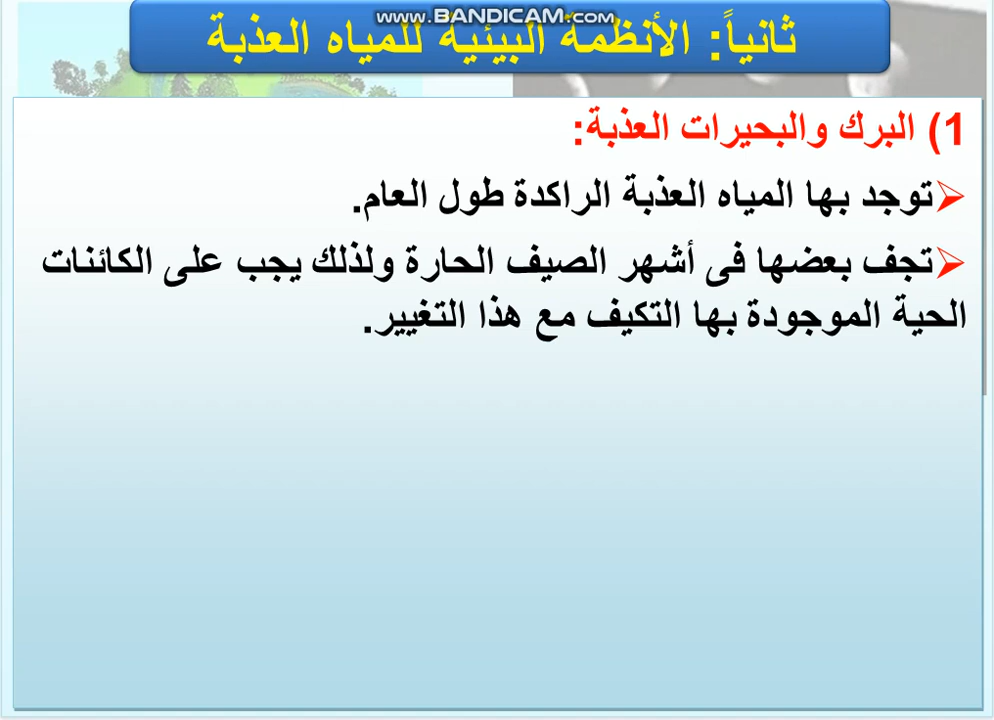 www.BANDICAM.com
ثانياً: الأنظمة البيئية للمياه العذبة
1) البرك والبحيرات العذبة:
توجد بها المياه العذبة الراكدة طول العام.
تجف بعضها فى أشهر الصيف الحارة ولذلك يجب على الكائنات
الحية الموجودة بها التكيف مع هذا التغيير.